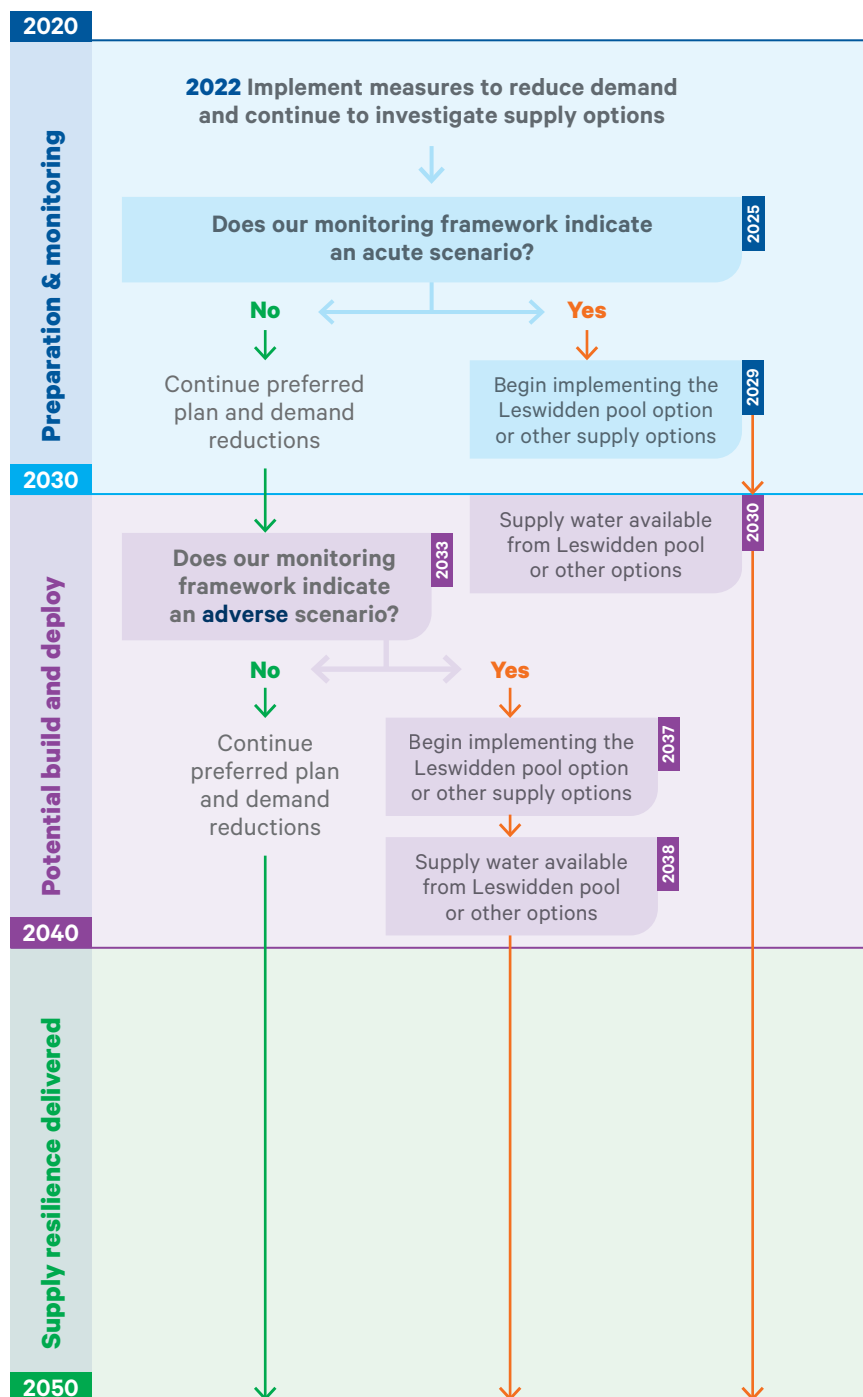 2020
Preparation & monitoring
2022 Implement measures to reduce demand
and continue to investigate supply options
Does our monitoring framework indicate
an acute scenario?
2025
No
Yes
Continue preferred
plan and demand
reductions
Begin implementing the
Leswidden pool option
or other supply options
2029
2030
Potential build and deploy
Supply water available
from Leswidden pool
or other options
2030
Does our monitoring
framework indicate
an adverse scenario?
2033
No
Yes
Continue
preferred plan
and demand
reductions
Begin implementing the
Leswidden pool option
or other supply options
2037
Supply water available
from Leswidden pool
or other options
2038
2040
Supply resilience delivered
2050